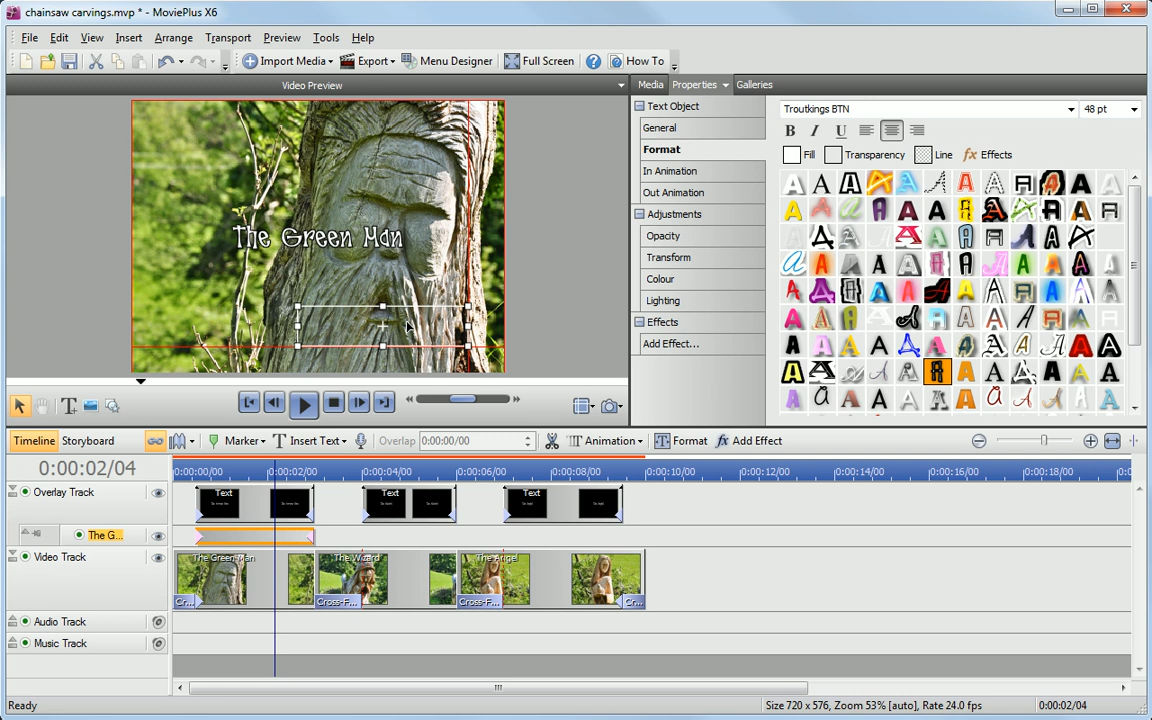 chainsaw carvings.mvp * - MoviePlus X6
File Edit View Insert Arrange Transport Preview Tools Help
Import Media Export Menu Designer Full Screen How To
Video Preview
Media Properties Galleries
The Green Man
Text Object
General
Format
In Animation
Out Animation
Adjustments
Opacity
Transform
Colour
Lighting
Effects
Add Effect...
Troutkings BTN 48 pt
B I U
Fill Transparency Line fx Effects
Timeline Storyboard Marker Insert Text Overlap 0:00:00/00 Animation Format fx Add Effect
0:00:02/04
0:00:00/00 0:00:02/00 0:00:04/00 0:00:06/00 0:00:08/00 0:00:10/00 0:00:12/00 0:00:14/00 0:00:16/00 0:00:18/00 0:0
Overlay Track Text Text Text
The G...
Video Track The Green Man The Wizard The Angel
Cr... Cross-F... Cross-F... Cr...
Audio Track
Music Track
Ready Size 720 x 576, Zoom 53% [auto], Rate 24.0 fps 0:00:02/04